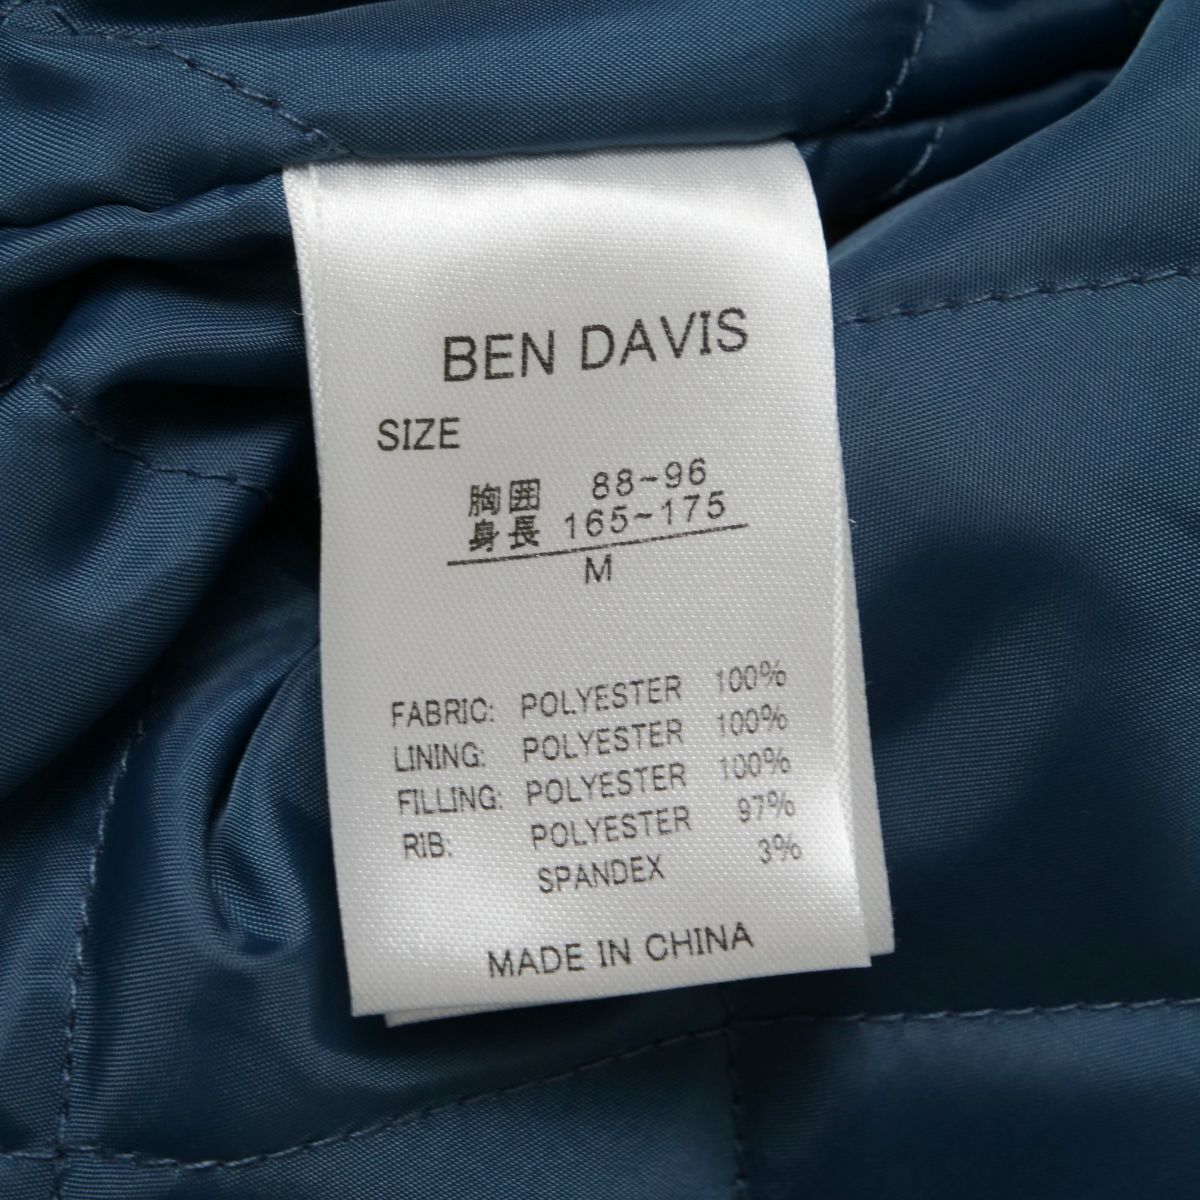 BEN DAVIS
SIZE
胸囲 88~96
身長 165~175
M
FABRIC: POLYESTER 100%
LINING: POLYESTER 100%
FILLING: POLYESTER 100%
RIB: POLYESTER 97%
SPANDEX 3%
MADE IN CHINA